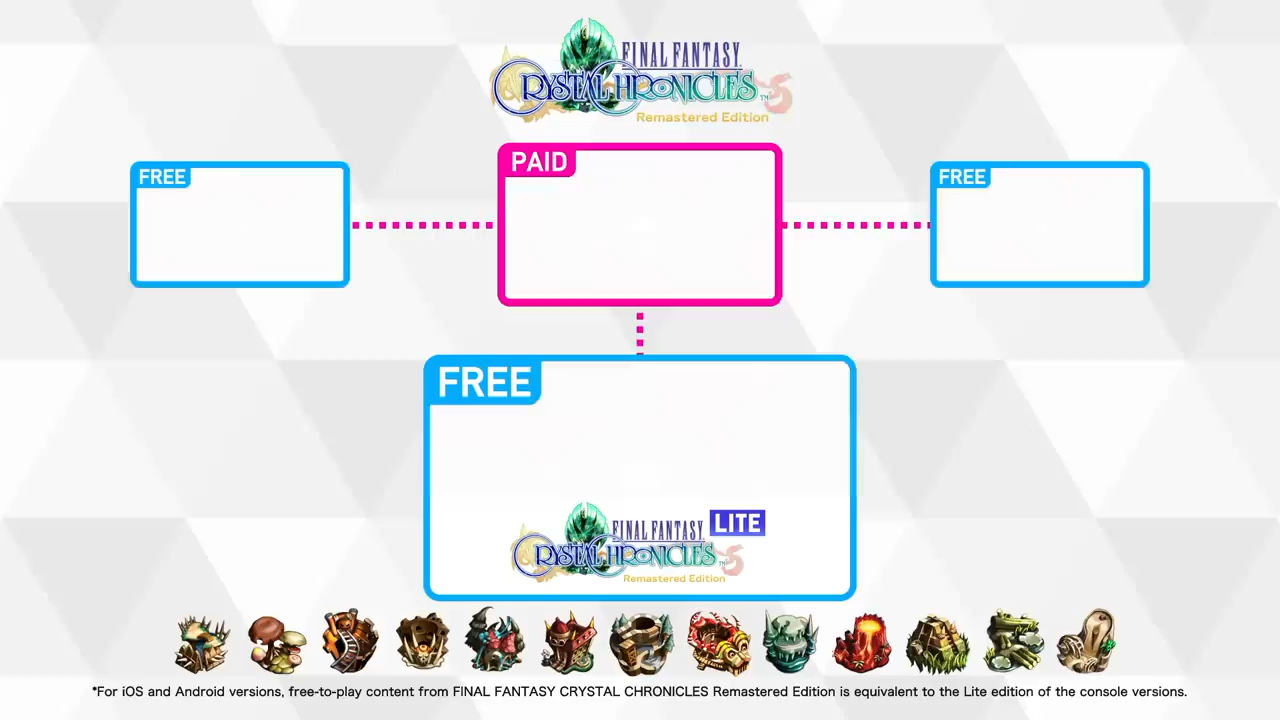 FINAL FANTASY
CRYSTAL CHRONICLES™
Remastered Edition
PAID
FREE
FREE
FREE
FINAL FANTASY LITE
CRYSTAL CHRONICLES™
Remastered Edition
*For iOS and Android versions, free-to-play content from FINAL FANTASY CRYSTAL CHRONICLES Remastered Edition is equivalent to the Lite edition of the console versions.